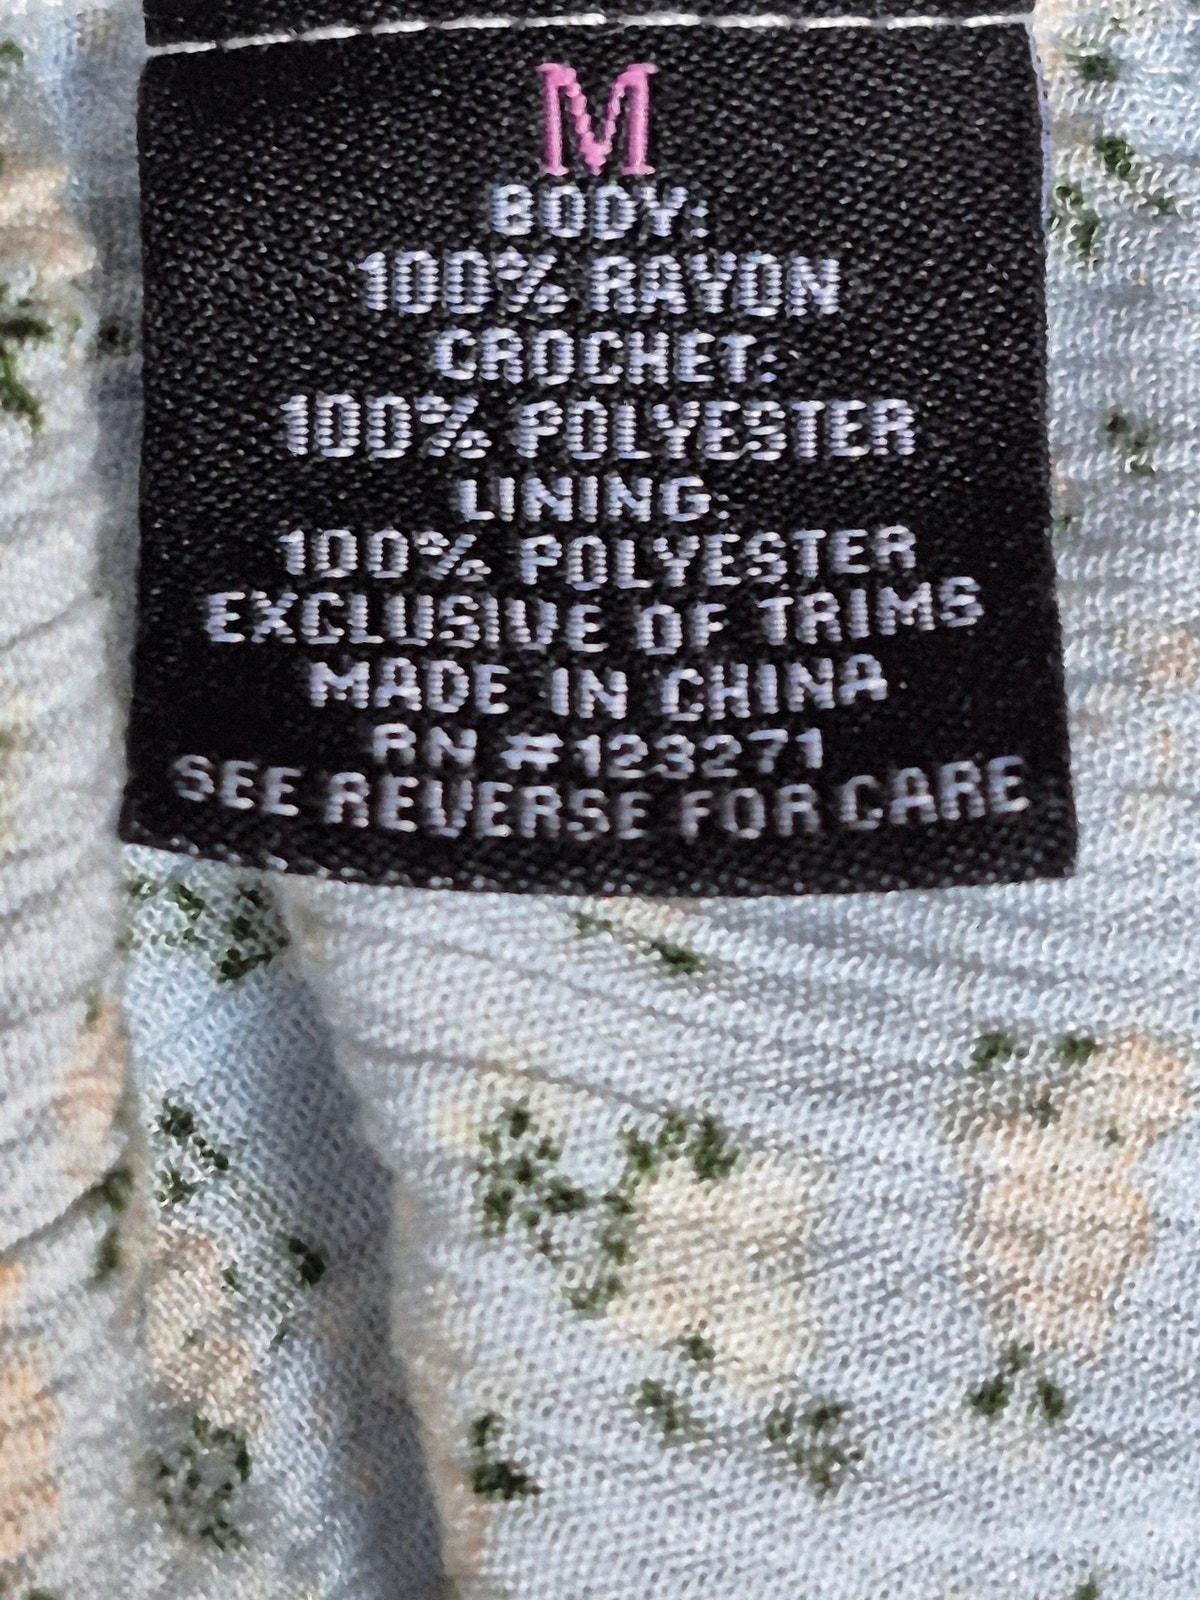 M
BODY:
100% RAYON
CROCHET:
100% POLYESTER
LINING:
100% POLYESTER
EXCLUSIVE OF TRIMS
MADE IN CHINA
RN #123271
SEE REVERSE FOR CARE